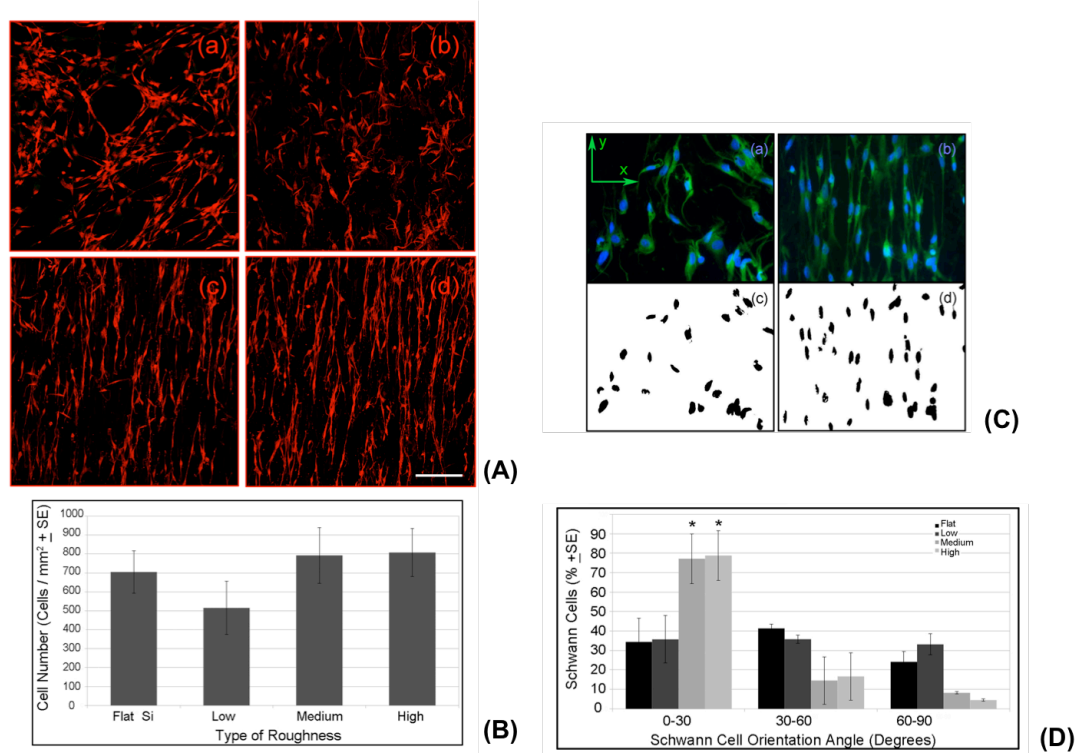 (a)
(b)
(c)
(d)
(A)
Cell Number (Cells / mm² ± SE)
1000
900
800
700
600
500
400
300
200
100
0
Flat Si
Low
Medium
High
Type of Roughness
(B)
y
x
(a)
(b)
(c)
(d)
(C)
Schwann Cells (% ±SE)
90
80
70
60
50
40
30
20
10
0
* *
Flat
Low
Medium
High
0-30
30-60
60-90
Schwann Cell Orientation Angle (Degrees)
(D)